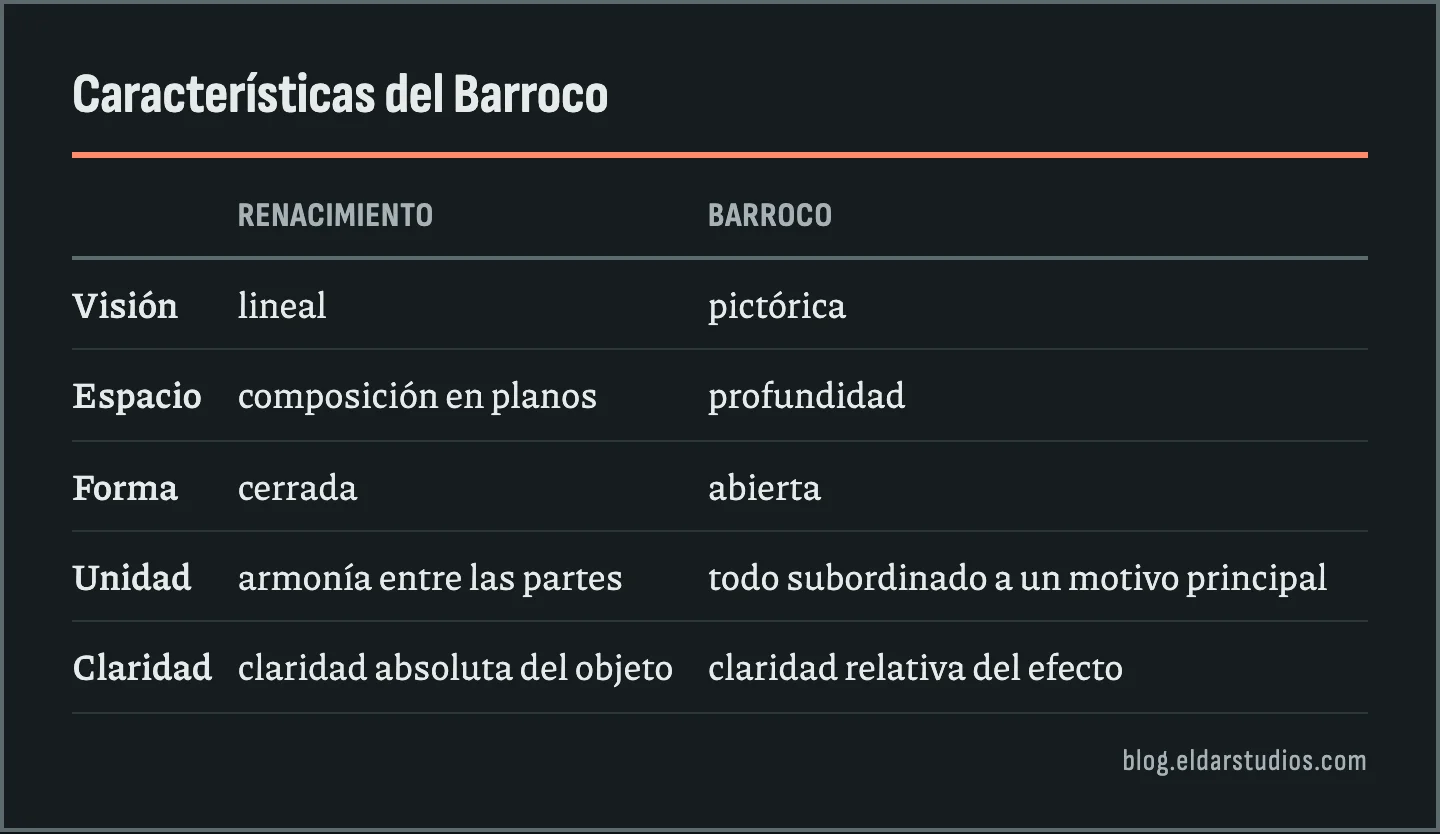 Características del Barroco
RENACIMIENTO BARROCO
Visión lineal pictórica
Espacio composición en planos profundidad
Forma cerrada abierta
Unidad armonía entre las partes todo subordinado a un motivo principal
Claridad claridad absoluta del objeto claridad relativa del efecto
blog.eldarstudios.com